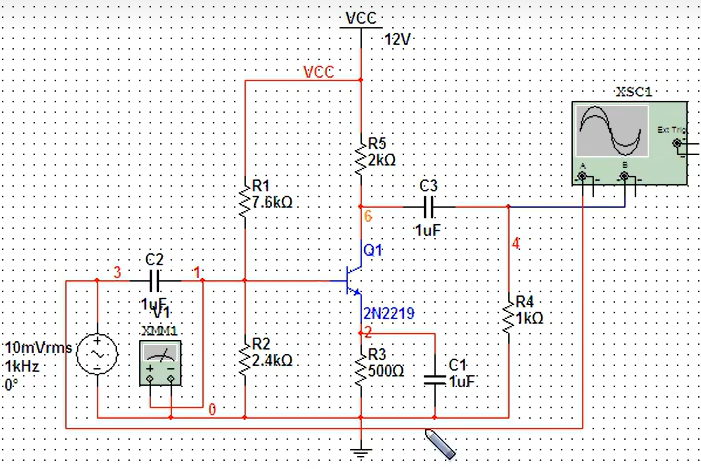 VCC
12V
VCC
XSC1
Ext Trig
A
B
R5
2kΩ
R1
7.6kΩ
C3
6
1uF
Q1
4
C2
3
1
1uF
V1
XMM1
2N2219
2
R4
1kΩ
10mVrms
1kHz
0°
R2
2.4kΩ
R3
500Ω
C1
1uF
0